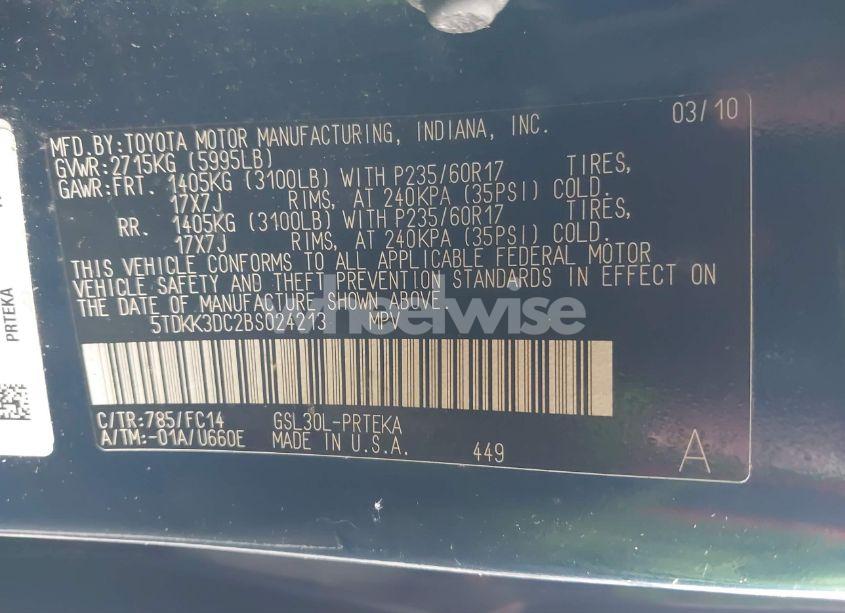 MFD.BY:TOYOTA MOTOR MANUFACTURING, INDIANA, INC. 03/10
GVWR:2715KG (5995LB)
GAWR:FRT. 1405KG (3100LB) WITH P235/60R17 TIRES,
17X7J RIMS, AT 240KPA (35PSI) COLD.
RR. 1405KG (3100LB) WITH P235/60R17 TIRES,
17X7J RIMS, AT 240KPA (35PSI) COLD.
THIS VEHICLE CONFORMS TO ALL APPLICABLE FEDERAL MOTOR
VEHICLE SAFETY AND THEFT PREVENTION STANDARDS IN EFFECT ON
THE DATE OF MANUFACTURE SHOWN ABOVE.
5TDKK3DC2BS024213 MPV
C/TR:785/FC14 GSL30L-PRTEKA
A/TM:-01A/U660E MADE IN U.S.A. 449 A
PRTEKA
wheelwise